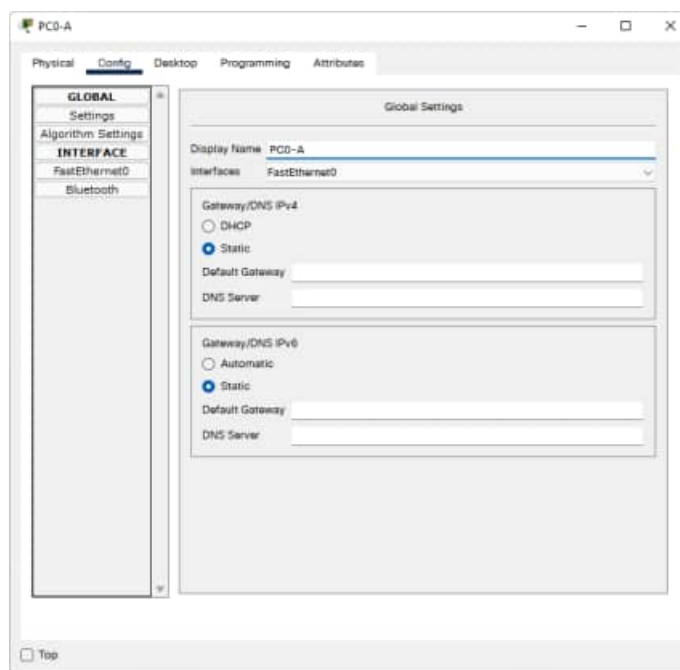 PC0-A
Physical Config Desktop Programming Attributes
GLOBAL
Settings
Algorithm Settings
INTERFACE
FastEthernet0
Bluetooth
Global Settings
Display Name PC0-A
Interfaces FastEthernet0
Gateway/DNS IPv4
DHCP
Static
Default Gateway
DNS Server
Gateway/DNS IPv6
Automatic
Static
Default Gateway
DNS Server
Top